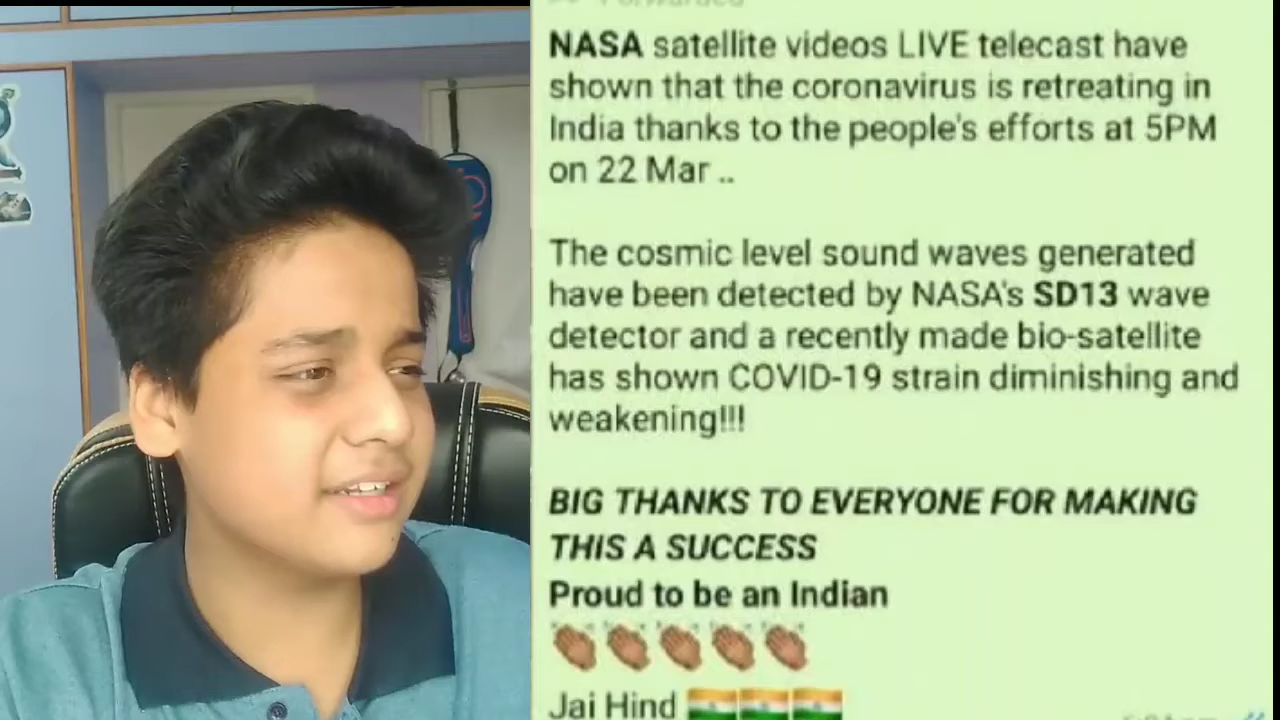 Forwarded
NASA satellite videos LIVE telecast have
shown that the coronavirus is retreating in
India thanks to the people's efforts at 5PM
on 22 Mar ..
The cosmic level sound waves generated
have been detected by NASA's SD13 wave
detector and a recently made bio-satellite
has shown COVID-19 strain diminishing and
weakening!!!
BIG THANKS TO EVERYONE FOR MAKING
THIS A SUCCESS
Proud to be an Indian
👏🏾👏🏾👏🏾👏🏾👏🏾
Jai Hind 🇮🇳🇮🇳🇮🇳